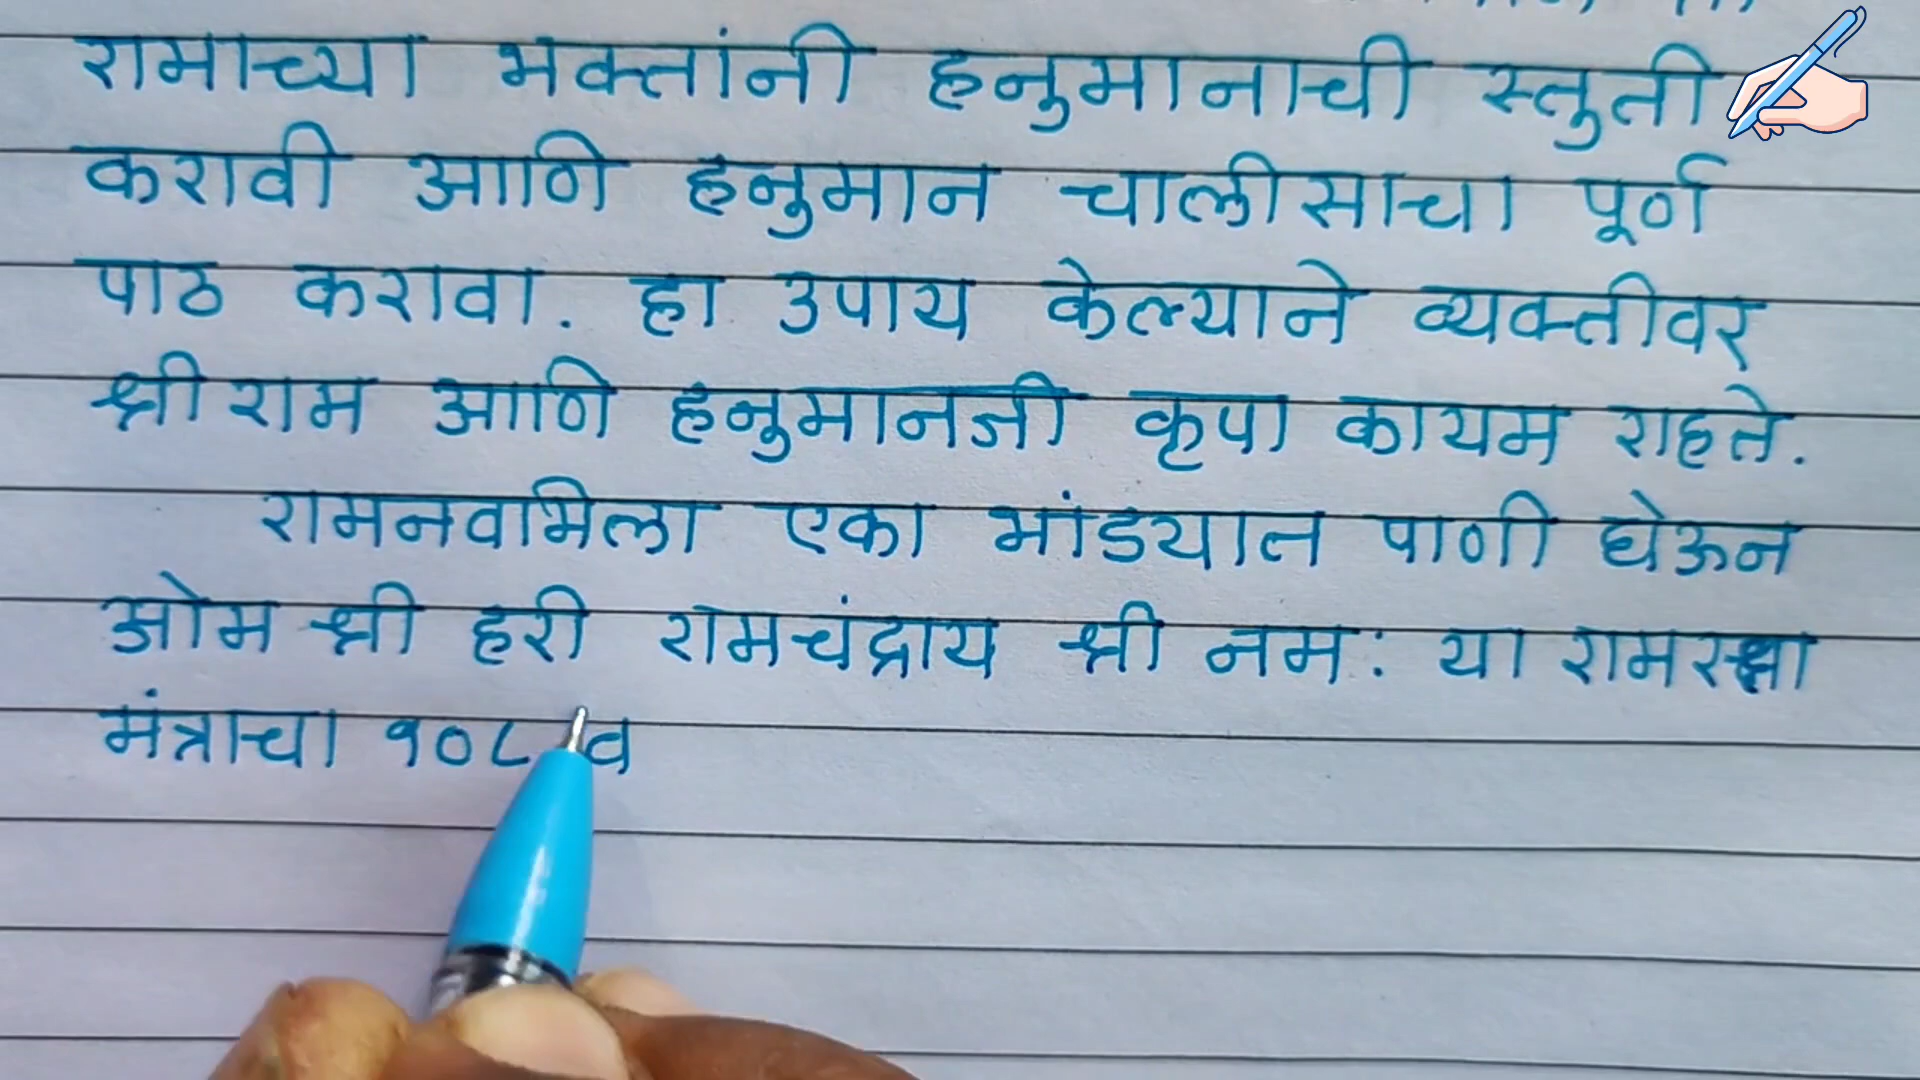 रामाच्या भक्तांनी हनुमानाची स्तुती
करावी आणि हनुमान चालीसाचा पूर्ण
पाठ करावा. हा उपाय केल्याने व्यक्तीवर
श्रीराम आणि हनुमानजी कृपा कायम राहते.
रामनवमिला एका भांडयात पाणी घेऊन
ओम श्री हरी रामचंद्राय श्री नमः या रामरक्षा
मंत्राचा १०८ व